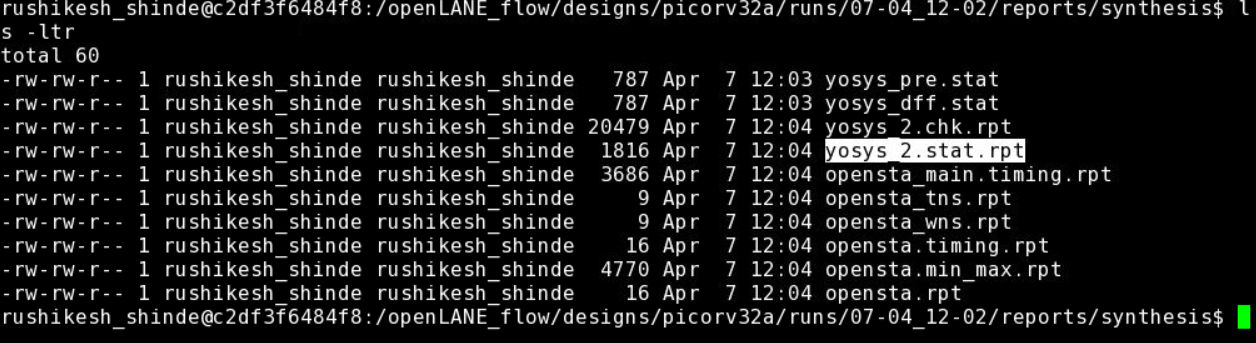 rushikesh_shinde@c2df3f6484f8:/openLANE_flow/designs/picorv32a/runs/07-04_12-02/reports/synthesis$ l
s -ltr
total 60
-rw-rw-r-- 1 rushikesh_shinde rushikesh_shinde   787 Apr  7 12:03 yosys_pre.stat
-rw-rw-r-- 1 rushikesh_shinde rushikesh_shinde   787 Apr  7 12:03 yosys_dff.stat
-rw-rw-r-- 1 rushikesh_shinde rushikesh_shinde 20479 Apr  7 12:04 yosys_2.chk.rpt
-rw-rw-r-- 1 rushikesh_shinde rushikesh_shinde  1816 Apr  7 12:04 yosys_2.stat.rpt
-rw-rw-r-- 1 rushikesh_shinde rushikesh_shinde  3686 Apr  7 12:04 opensta_main.timing.rpt
-rw-rw-r-- 1 rushikesh_shinde rushikesh_shinde     9 Apr  7 12:04 opensta_tns.rpt
-rw-rw-r-- 1 rushikesh_shinde rushikesh_shinde     9 Apr  7 12:04 opensta_wns.rpt
-rw-rw-r-- 1 rushikesh_shinde rushikesh_shinde    16 Apr  7 12:04 opensta.timing.rpt
-rw-rw-r-- 1 rushikesh_shinde rushikesh_shinde  4770 Apr  7 12:04 opensta.min_max.rpt
-rw-rw-r-- 1 rushikesh_shinde rushikesh_shinde    16 Apr  7 12:04 opensta.rpt
rushikesh_shinde@c2df3f6484f8:/openLANE_flow/designs/picorv32a/runs/07-04_12-02/reports/synthesis$